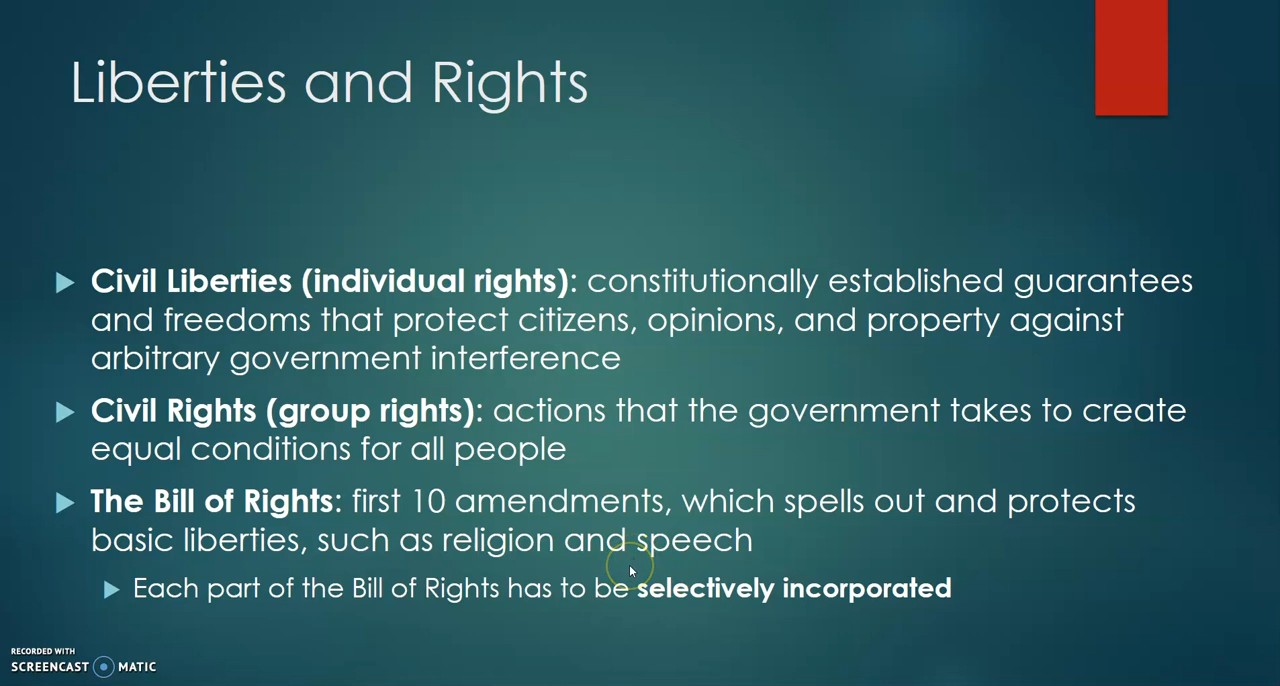 Liberties and Rights
Civil Liberties (individual rights): constitutionally established guarantees
and freedoms that protect citizens, opinions, and property against
arbitrary government interference
Civil Rights (group rights): actions that the government takes to create
equal conditions for all people
The Bill of Rights: first 10 amendments, which spells out and protects
basic liberties, such as religion and speech
Each part of the Bill of Rights has to be selectively incorporated
RECORDED WITH
SCREENCAST MATIC